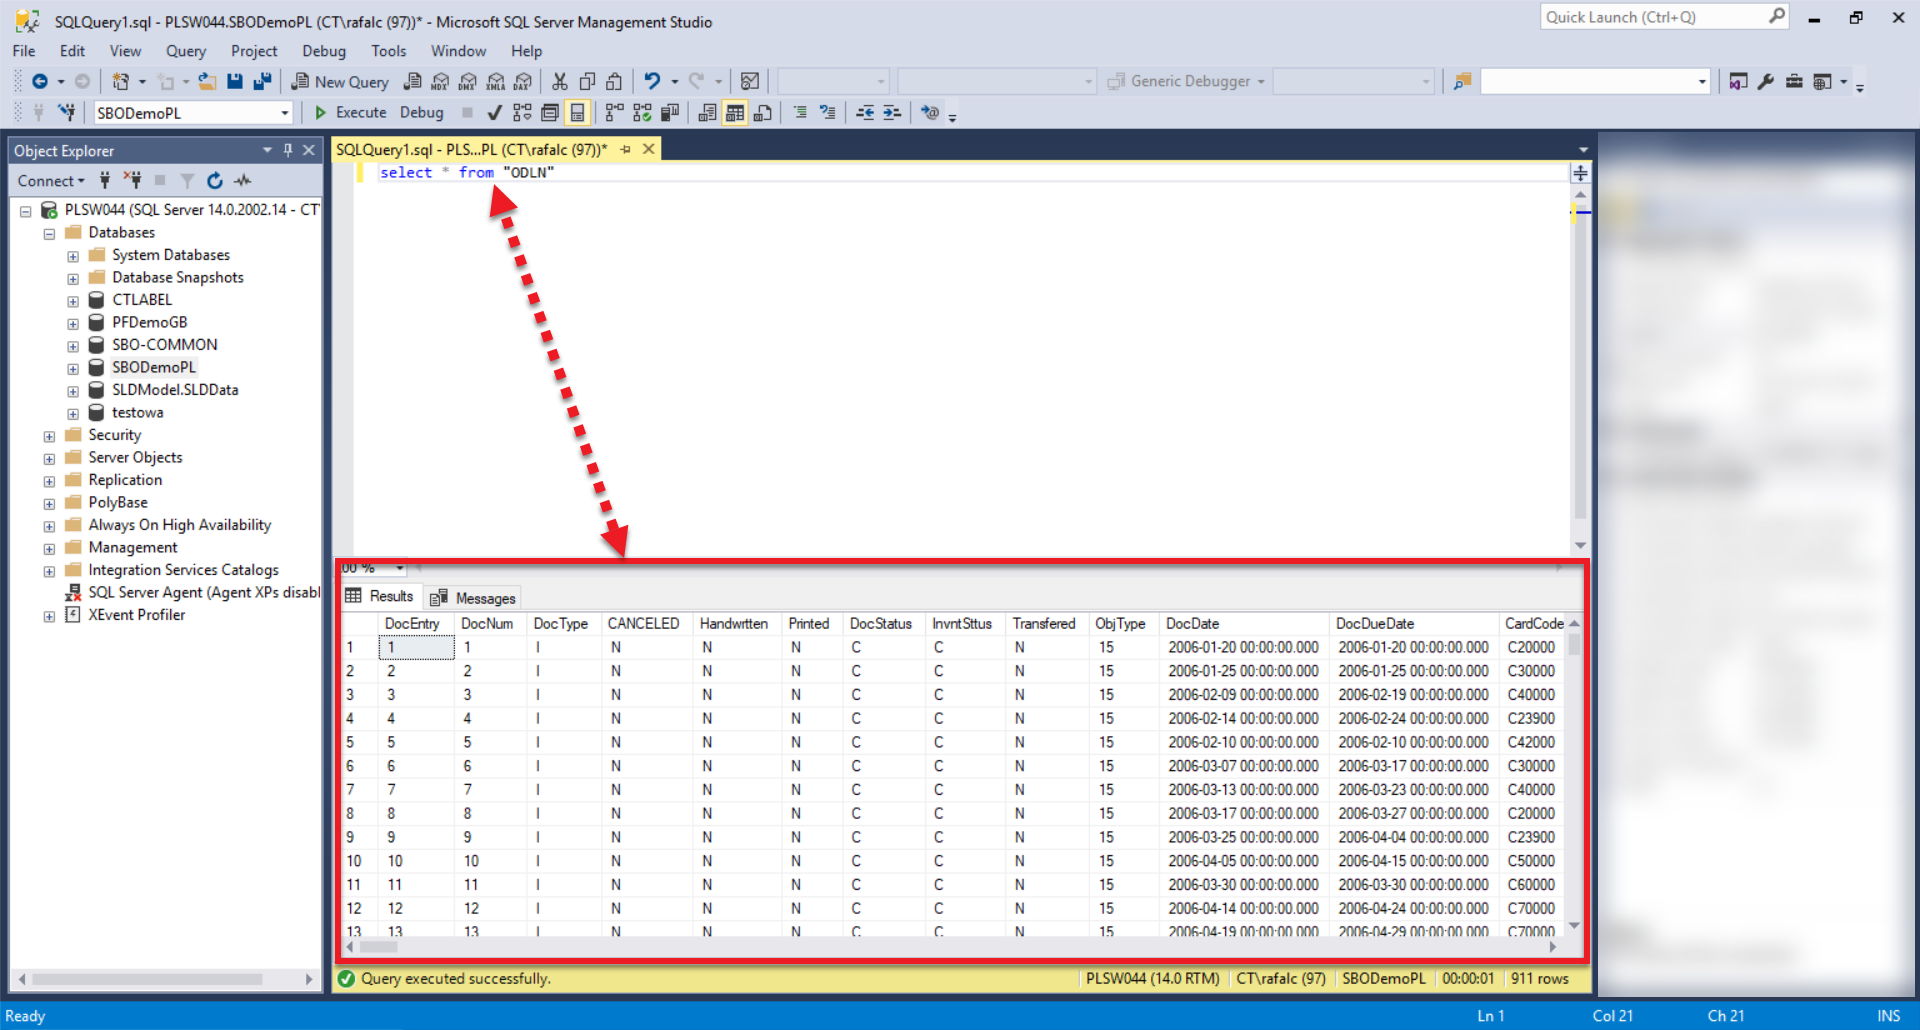 SQLQuery1.sql - PLSW044.SBODemoPL (CT\rafalc (97))* - Microsoft SQL Server Management Studio
Quick Launch (Ctrl+Q)
File Edit View Query Project Debug Tools Window Help
New Query MDX DMX XMLA DAX Generic Debugger
SBODemoPL Execute Debug
Object Explorer
Connect
PLSW044 (SQL Server 14.0.2002.14 - CT\
Databases
System Databases
Database Snapshots
CTLABEL
PFDemoGB
SBO-COMMON
SBODemoPL
SLDModel.SLDData
testowa
Security
Server Objects
Replication
PolyBase
Always On High Availability
Management
Integration Services Catalogs
SQL Server Agent (Agent XPs disabl
XEvent Profiler
SQLQuery1.sql - PLS...PL (CT\rafalc (97))*
select * from "ODLN"
00 %
Results Messages
DocEntry DocNum DocType CANCELED Handwrtten Printed DocStatus InvntSttus Transfered ObjType DocDate DocDueDate CardCode
1 1 1 I N N N C C N 15 2006-01-20 00:00:00.000 2006-01-20 00:00:00.000 C20000
2 2 2 I N N N C C N 15 2006-01-25 00:00:00.000 2006-01-25 00:00:00.000 C30000
3 3 3 I N N N C C N 15 2006-02-09 00:00:00.000 2006-02-19 00:00:00.000 C40000
4 4 4 I N N N C C N 15 2006-02-14 00:00:00.000 2006-02-24 00:00:00.000 C23900
5 5 5 I N N N C C N 15 2006-02-10 00:00:00.000 2006-02-10 00:00:00.000 C42000
6 6 6 I N N N C C N 15 2006-03-07 00:00:00.000 2006-03-17 00:00:00.000 C30000
7 7 7 I N N N C C N 15 2006-03-13 00:00:00.000 2006-03-23 00:00:00.000 C40000
8 8 8 I N N N C C N 15 2006-03-17 00:00:00.000 2006-03-27 00:00:00.000 C20000
9 9 9 I N N N C C N 15 2006-03-25 00:00:00.000 2006-04-04 00:00:00.000 C23900
10 10 10 I N N N C C N 15 2006-04-05 00:00:00.000 2006-04-15 00:00:00.000 C50000
11 11 11 I N N N C C N 15 2006-03-30 00:00:00.000 2006-03-30 00:00:00.000 C60000
12 12 12 I N N N C C N 15 2006-04-14 00:00:00.000 2006-04-24 00:00:00.000 C70000
13 13 13 I N N N C C N 15 2006-04-19 00:00:00.000 2006-04-29 00:00:00.000 C70000
Query executed successfully. PLSW044 (14.0 RTM) CT\rafalc (97) SBODemoPL 00:00:01 911 rows
Ready Ln 1 Col 21 Ch 21 INS